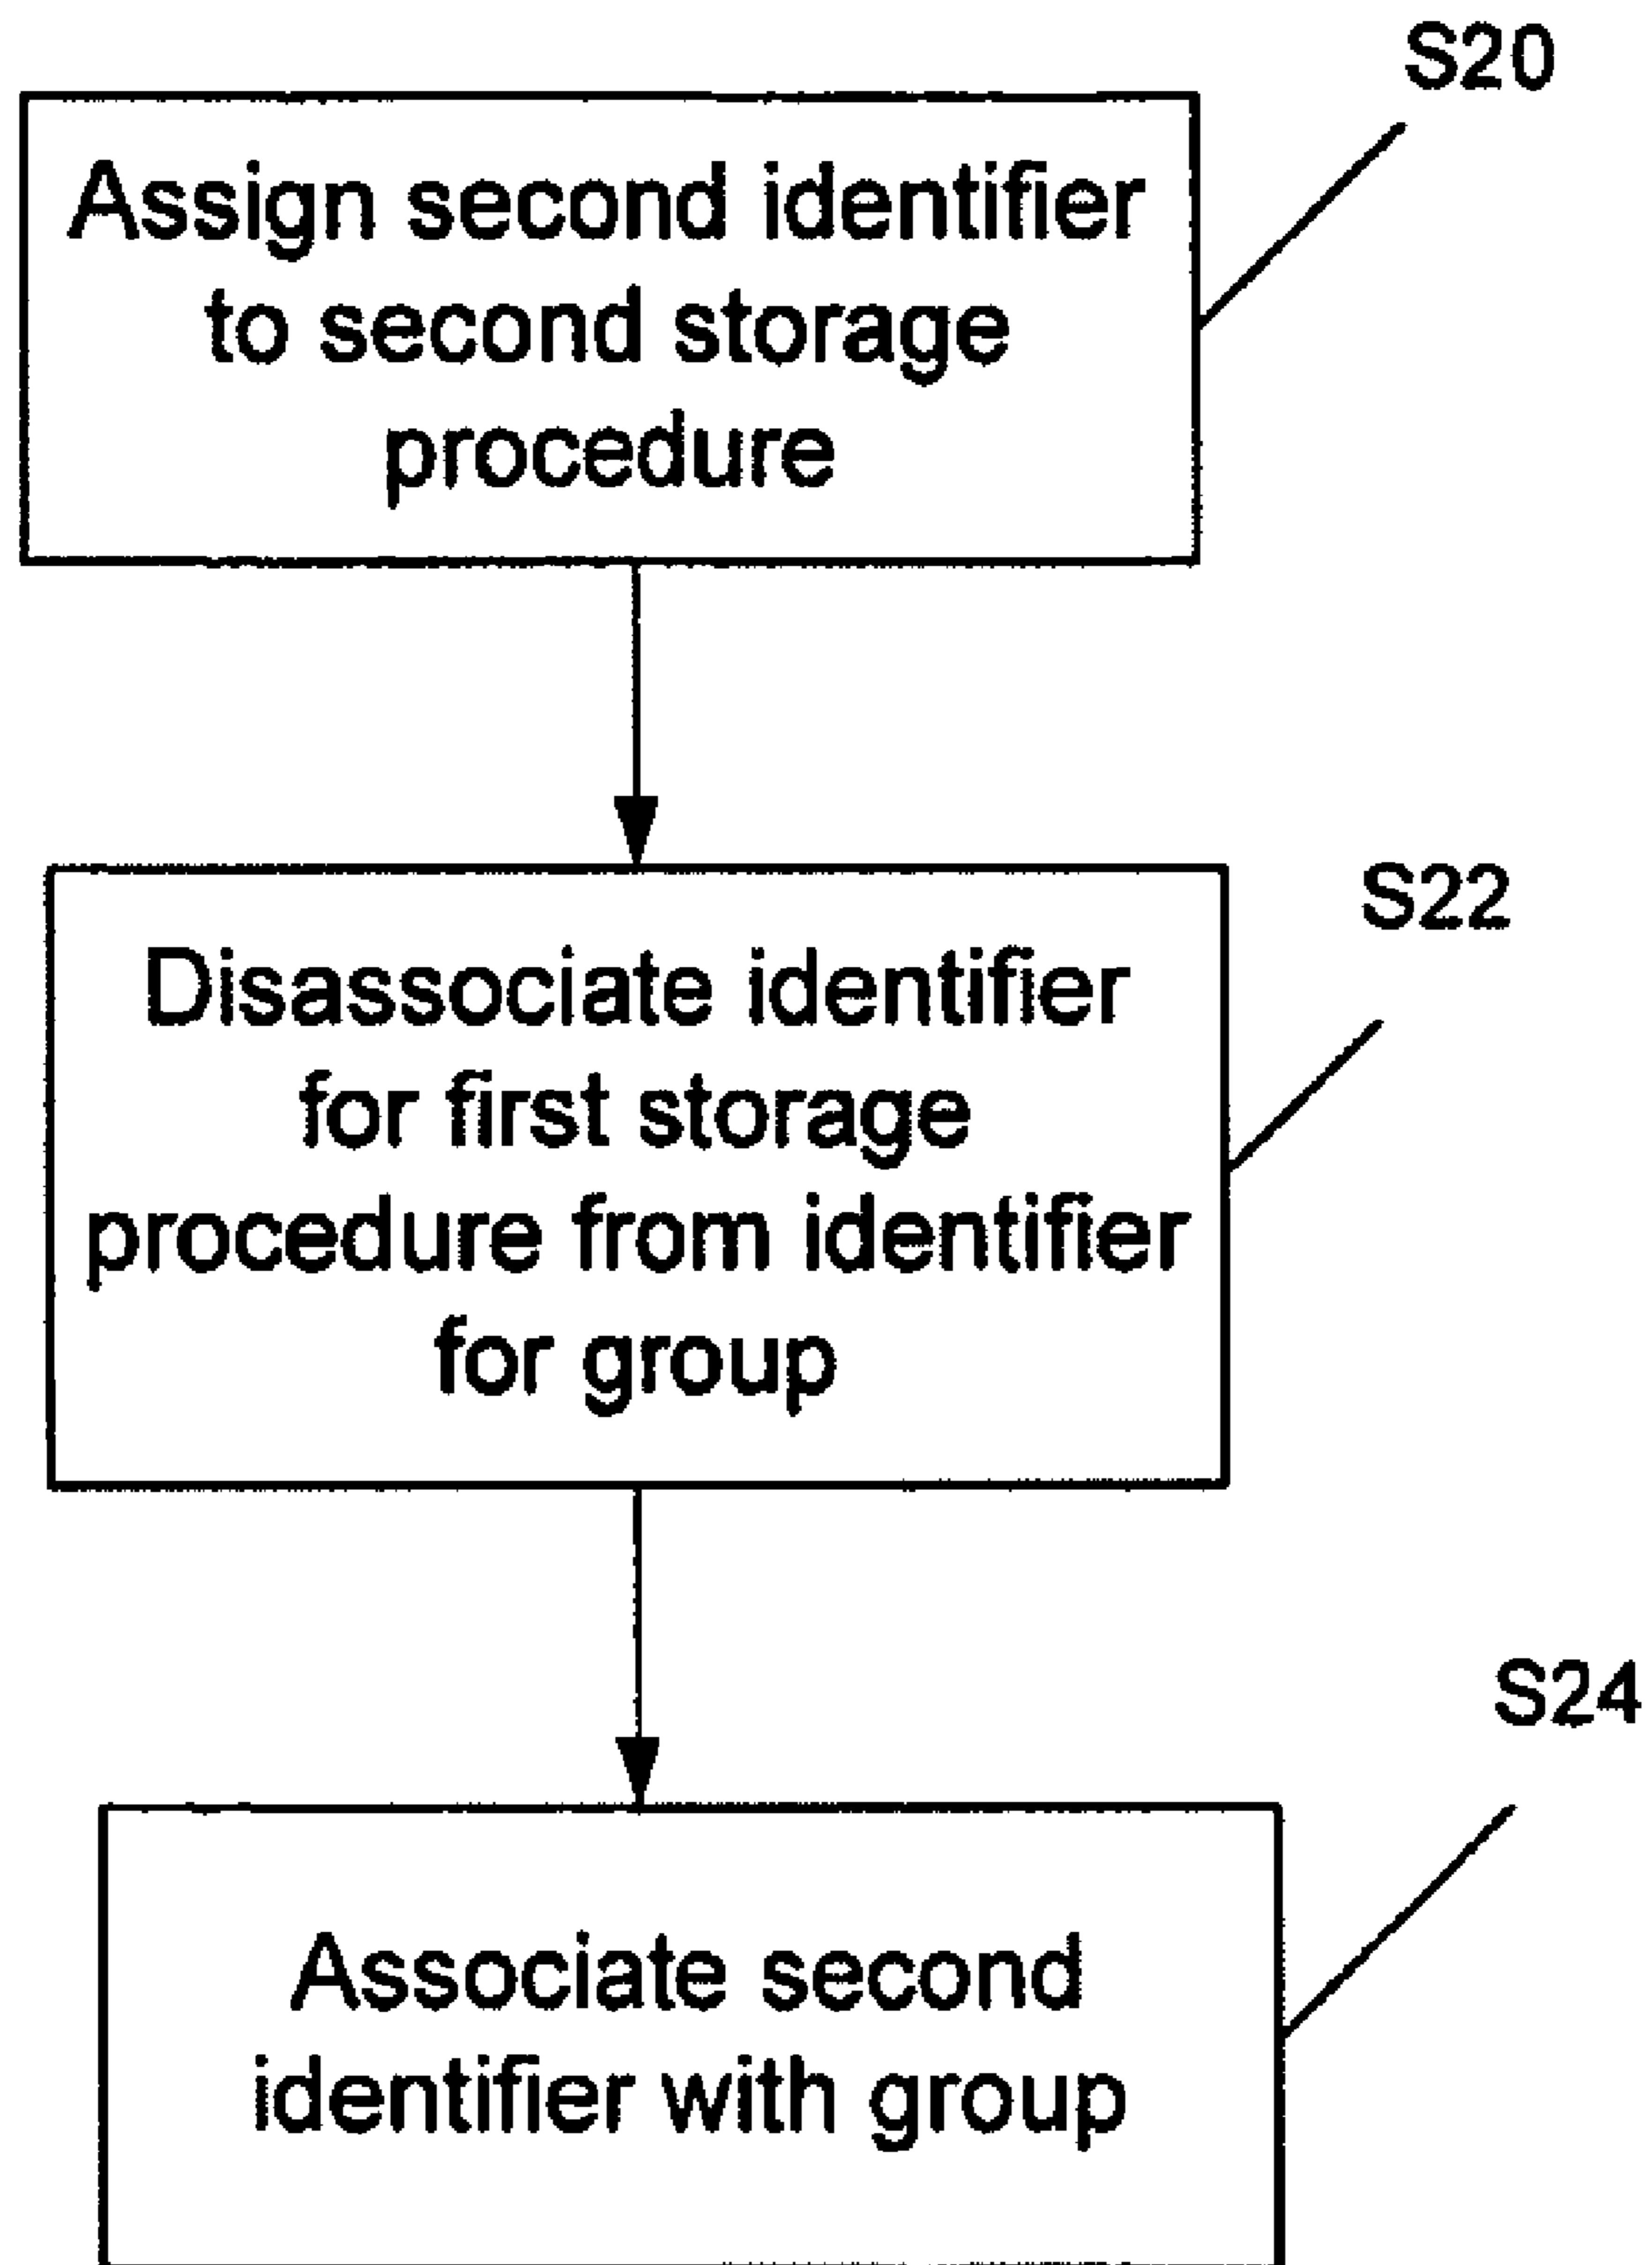 S20
Assign second identifier
to second storage
procedure
S22
Disassociate identifier
for first storage
procedure from identifier
for group
S24
Associate second
identifier with group